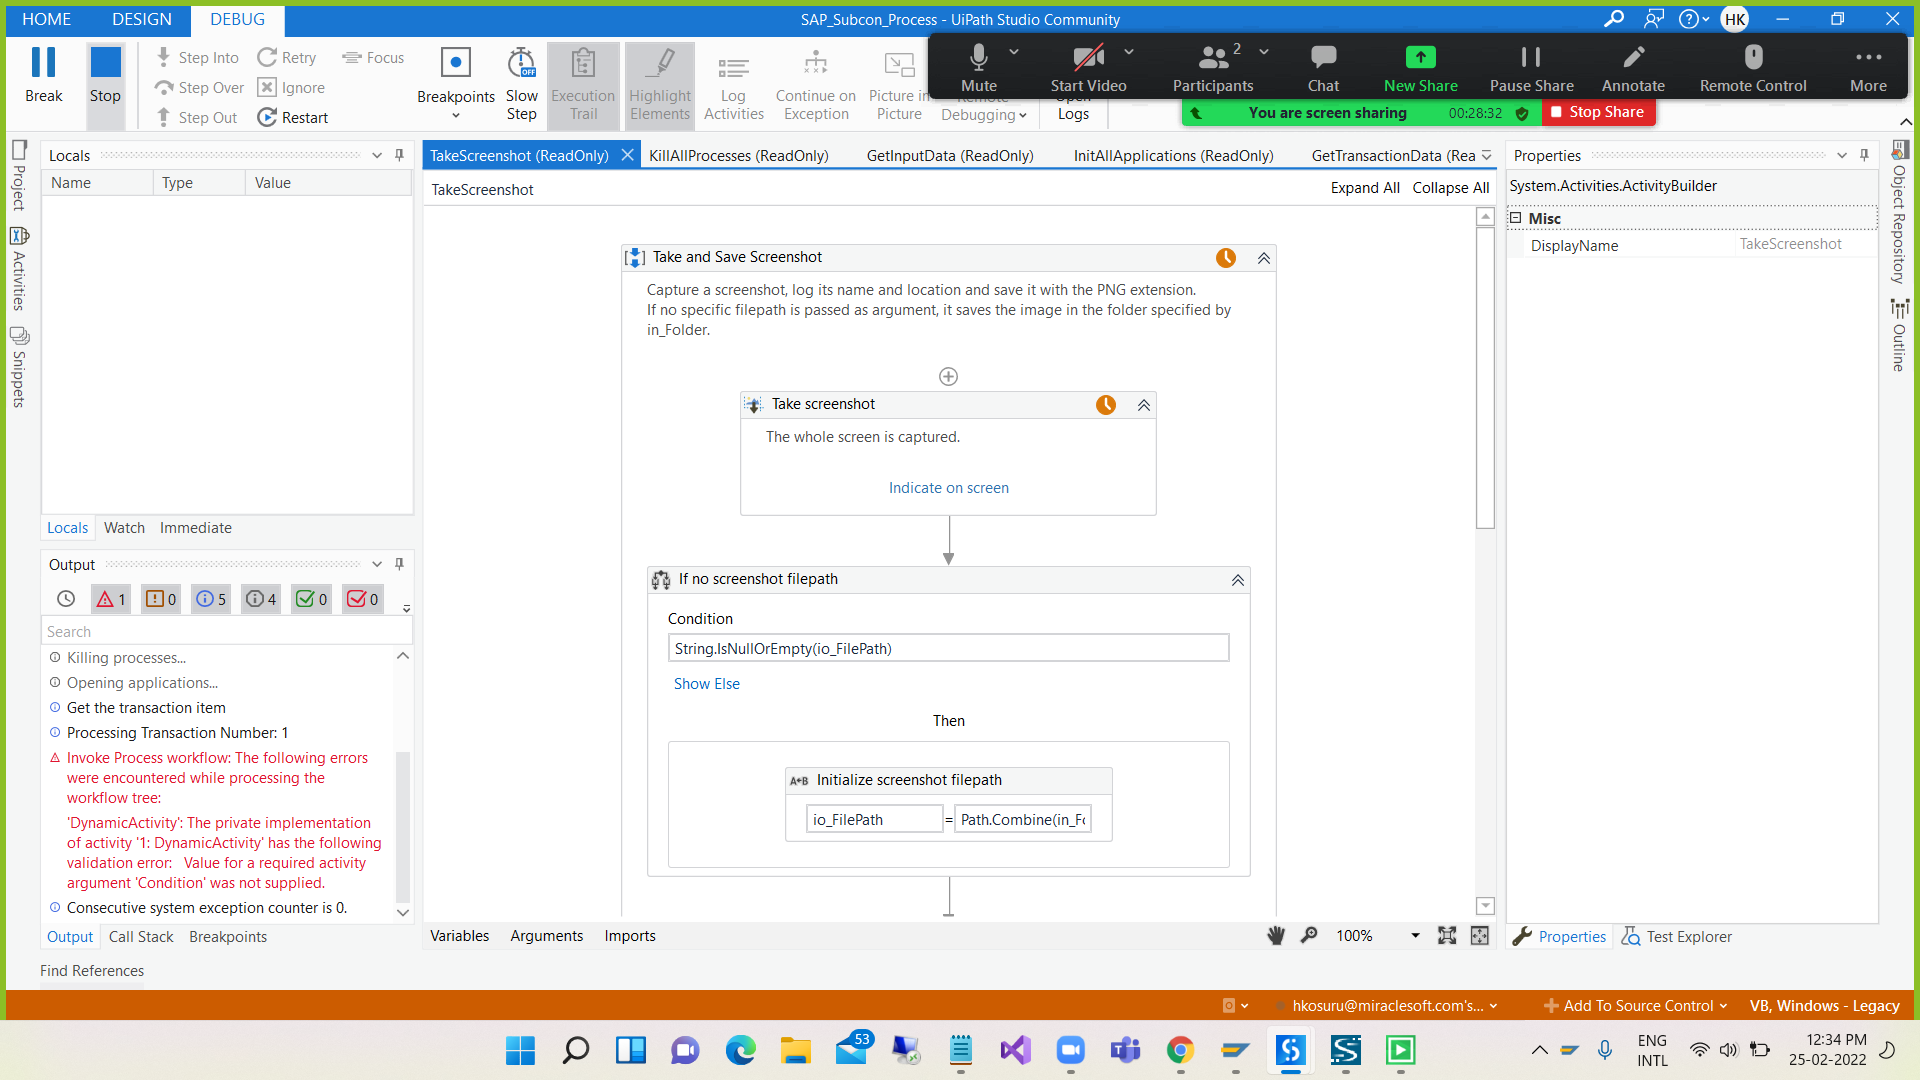 HOME DESIGN DEBUG
SAP_Subcon_Process - UiPath Studio Community
HK
Break
Stop
Step Into
Step Over
Step Out
Retry
Ignore
Restart
Focus
Breakpoints
Slow
Step
OFF
Execution
Trail
Highlight
Elements
Log
Activities
Continue on
Exception
Picture in
Picture
Remote
Debugging
Open
Logs
Mute
Start Video
Participants
2
Chat
New Share
Pause Share
Annotate
Remote Control
More
You are screen sharing 00:28:32
Stop Share
Project
Activities
Snippets
Locals
Name Type Value
Locals Watch Immediate
Output
1 0 5 4 0 0
Search
Killing processes...
Opening applications...
Get the transaction item
Processing Transaction Number: 1
Invoke Process workflow: The following errors
were encountered while processing the
workflow tree:
'DynamicActivity': The private implementation
of activity '1: DynamicActivity' has the following
validation error: Value for a required activity
argument 'Condition' was not supplied.
Consecutive system exception counter is 0.
Output Call Stack Breakpoints
Find References
TakeScreenshot (ReadOnly) KillAllProcesses (ReadOnly) GetInputData (ReadOnly) InitAllApplications (ReadOnly) GetTransactionData (Rea
TakeScreenshot
Expand All Collapse All
Take and Save Screenshot
Capture a screenshot, log its name and location and save it with the PNG extension.
If no specific filepath is passed as argument, it saves the image in the folder specified by
in_Folder.
Take screenshot
The whole screen is captured.
Indicate on screen
If no screenshot filepath
Condition
String.IsNullOrEmpty(io_FilePath)
Show Else
Then
A+B Initialize screenshot filepath
io_FilePath = Path.Combine(in_Fo
Variables Arguments Imports
100%
Properties
System.Activities.ActivityBuilder
Misc
DisplayName TakeScreenshot
Properties Test Explorer
Object Repository
Outline
hkosuru@miraclesoft.com's...
Add To Source Control
VB, Windows - Legacy
53
ENG
INTL
12:34 PM
25-02-2022